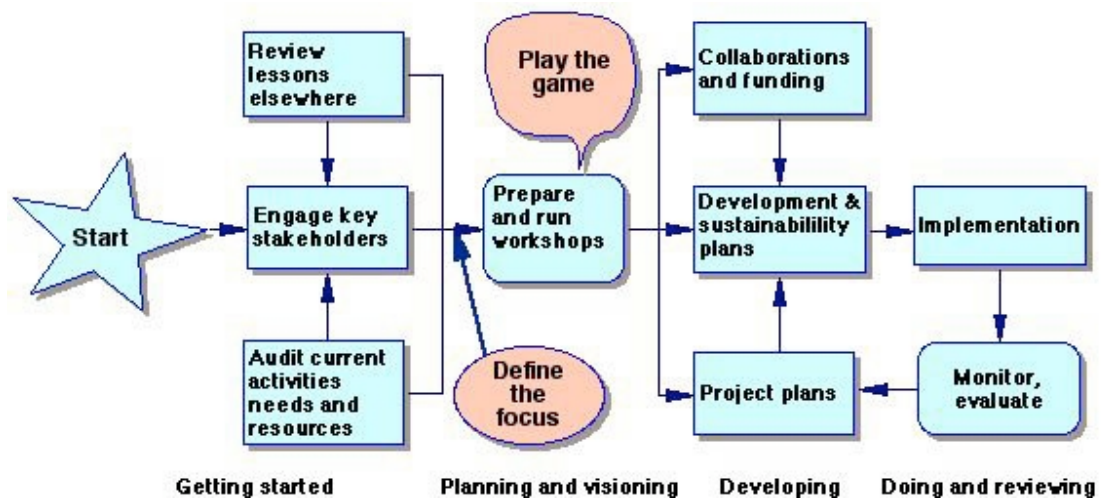 Start
Review
lessons
elsewhere
Engage key
stakeholders
Audit current
activities
needs and
resources
Play the
game
Prepare
and run
workshops
Define
the
focus
Collaborations
and funding
Development &
sustainabilility
plans
Project plans
Implementation
Monitor,
evaluate
Getting started
Planning and visioning
Developing
Doing and reviewing